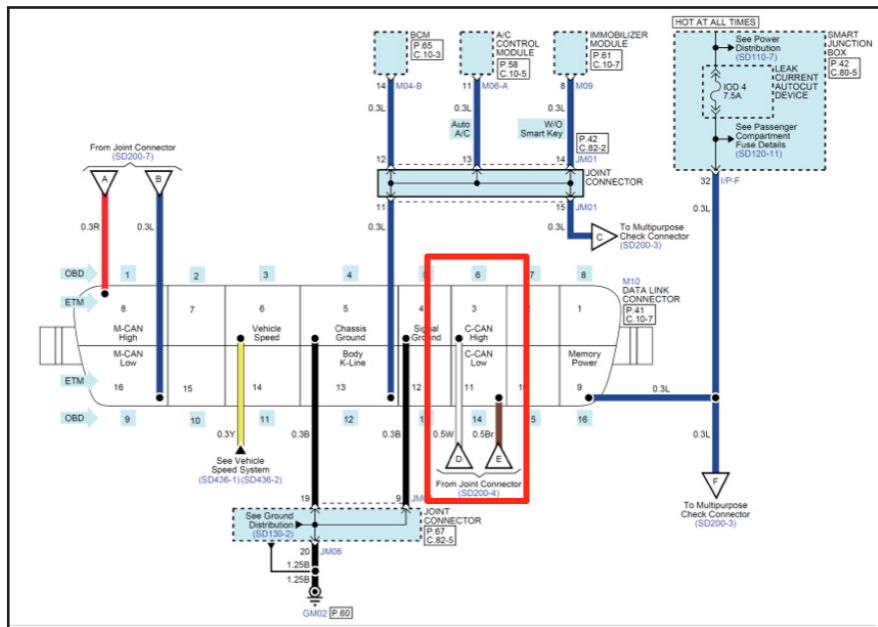 HOT AT ALL TIMES
BCM
P.65
C.10-3
A/C
CONTROL
MODULE
P.58
C.10-5
IMMOBILIZER
MODULE
P.61
C.10-7
See Power
Distribution
(SD110-7)
SMART
JUNCTION
BOX
P.42
C.80-5
LEAK
CURRENT
AUTOCUT
DEVICE
IOD 4
7.5A
See Passenger
Compartment
Fuse Details
(SD120-11)
14 M04-B
11 M06-A
8 M09
0.3L
0.3L
0.3L
Auto
A/C
W/O
Smart Key
P.42
C.82-2
12
13
14 JM01
JOINT
CONNECTOR
11
15 JM01
0.3L
0.3L
C
To Multipurpose
Check Connector
(SD200-3)
32 I/P-F
0.3L
From Joint Connector
(SD200-7)
A
B
0.3R
0.3L
OBD
1
2
3
4
5
6
7
8
ETM
8
7
6
5
4
3
2
1
M-CAN
High
Vehicle
Speed
Chassis
Ground
Signal
Ground
C-CAN
High
M10
DATA LINK
CONNECTOR
P.41
C.10-7
M-CAN
Low
Body
K-Line
C-CAN
Low
Memory
Power
ETM
16
15
14
13
12
11
10
9
0.3L
OBD
9
10
11
12
14
15
16
0.3Y
0.3B
0.3B
0.5W
0.5Br
0.3L
See Vehicle
Speed System
(SD436-1) (SD436-2)
D
E
From Joint Connector
(SD200-4)
F
To Multipurpose
Check Connector
(SD200-3)
19
9
See Ground
Distribution
(SD130-2)
JOINT
CONNECTOR
P.67
C.82-5
20 JM06
1.25B
1.25B
GM02 P.60